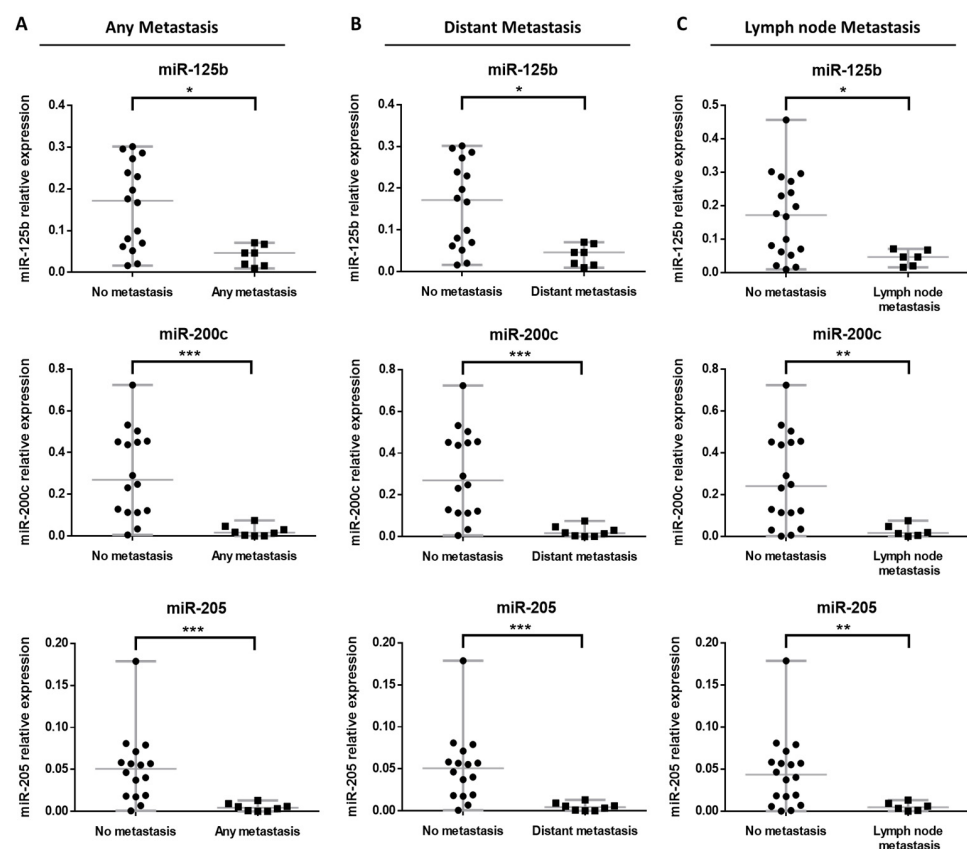 A Any Metastasis B Distant Metastasis C Lymph node Metastasis
miR-125b miR-125b miR-125b
* * *
miR-125b relative expression
0.4
0.3
0.2
0.1
0.0
No metastasis Any metastasis
miR-125b relative expression
0.4
0.3
0.2
0.1
0.0
No metastasis Distant metastasis
miR-125b relative expression
0.5
0.4
0.3
0.2
0.1
0.0
No metastasis Lymph node
metastasis
miR-200c miR-200c miR-200c
*** *** **
miR-200c relative expression
0.8
0.6
0.4
0.2
0.0
No metastasis Any metastasis
miR-200c relative expression
0.8
0.6
0.4
0.2
0.0
No metastasis Distant metastasis
miR-200c relative expression
0.8
0.6
0.4
0.2
0.0
No metastasis Lymph node
metastasis
miR-205 miR-205 miR-205
*** *** **
miR-205 relative expression
0.20
0.15
0.10
0.05
0.00
No metastasis Any metastasis
miR-205 relative expression
0.20
0.15
0.10
0.05
0.00
No metastasis Distant metastasis
miR-205 relative expression
0.20
0.15
0.10
0.05
0.00
No metastasis Lymph node
metastasis